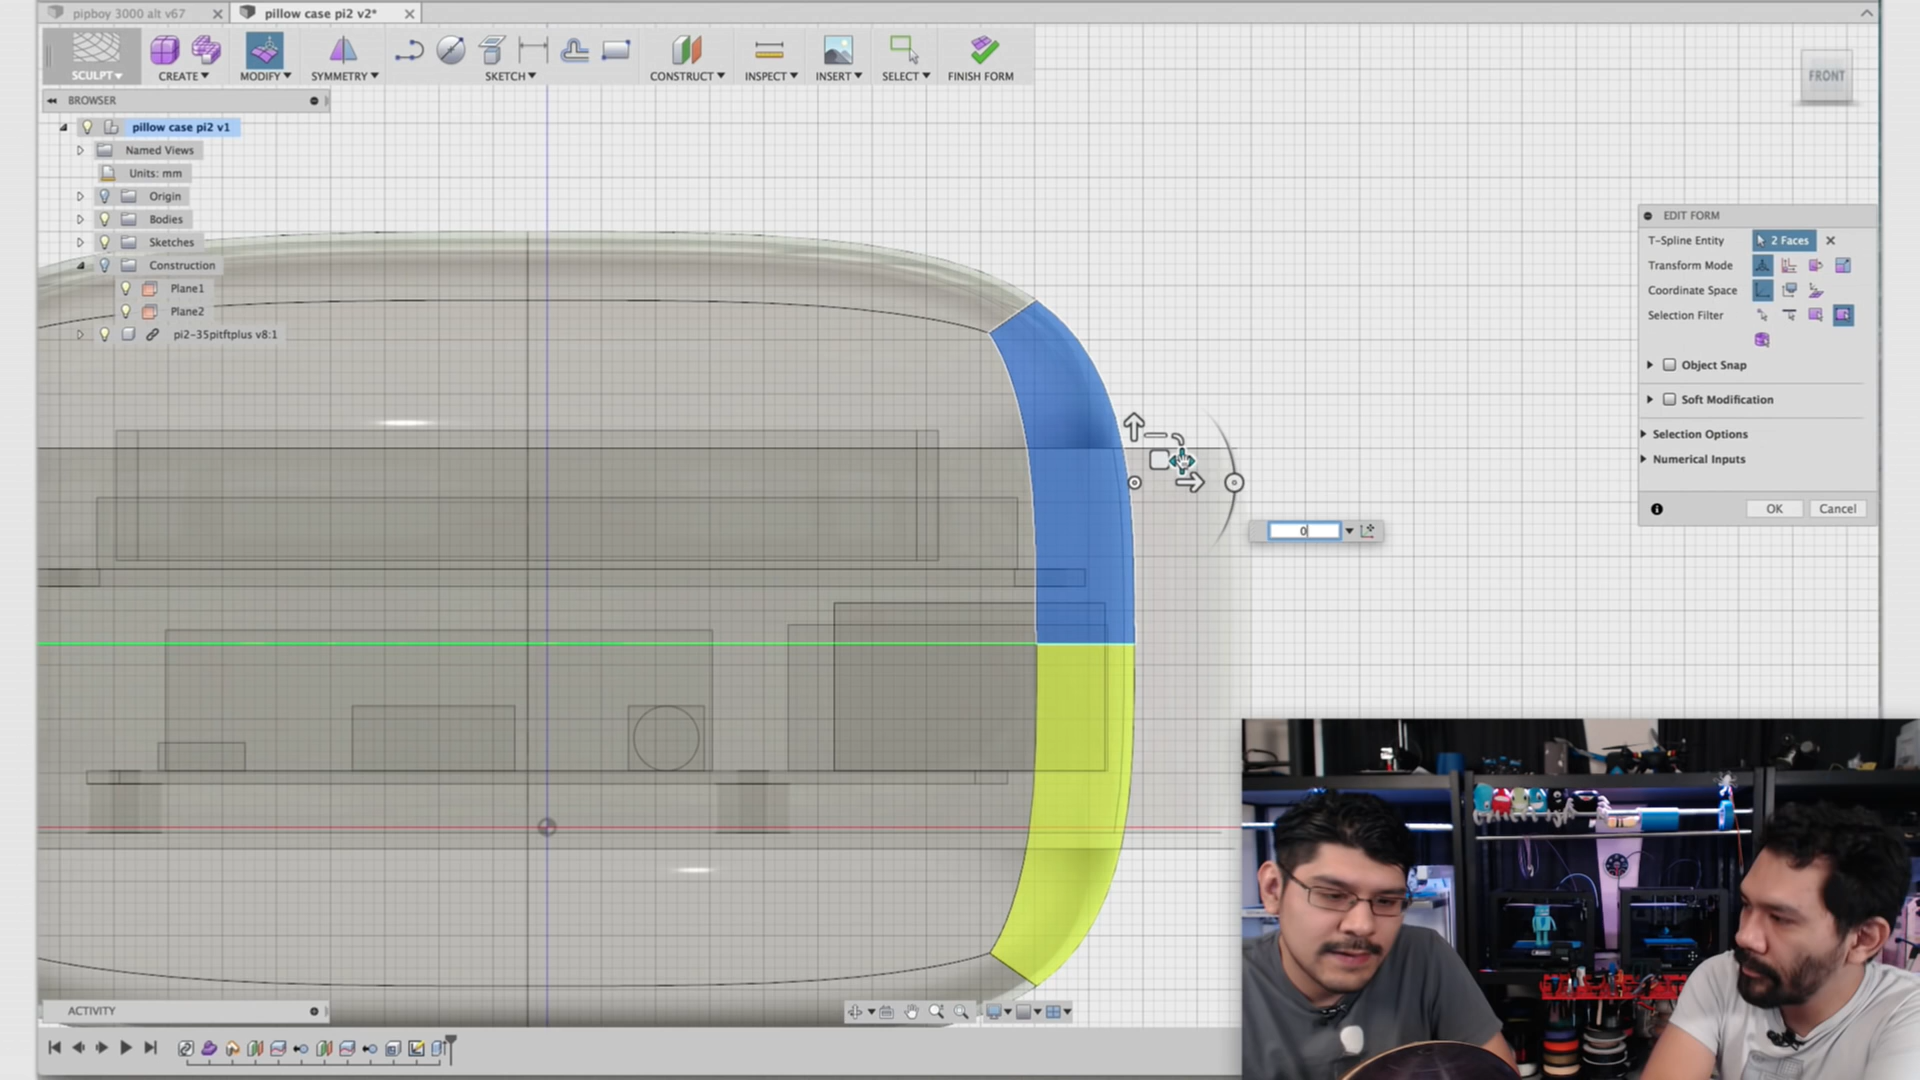 pipboy 3000 alt v67
pillow case pi2 v2*
SCULPT
CREATE
MODIFY
SYMMETRY
SKETCH
CONSTRUCT
INSPECT
INSERT
SELECT
FINISH FORM
FRONT
BROWSER
pillow case pi2 v1
Named Views
Units: mm
Origin
Bodies
Sketches
Construction
Plane1
Plane2
pi2-35pitftplus v8:1
EDIT FORM
T-Spline Entity
2 Faces
Transform Mode
Coordinate Space
Selection Filter
Object Snap
Soft Modification
Selection Options
Numerical Inputs
OK
Cancel
0
ACTIVITY